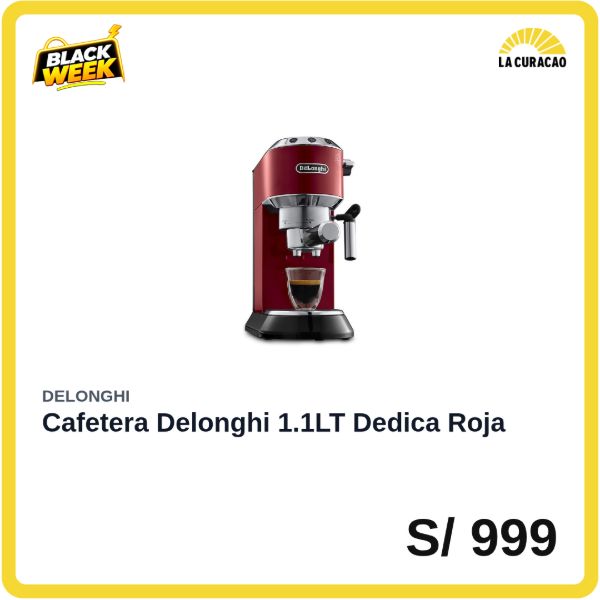 BLACK
WEEK
LA CURACAO
DeLonghi
DELONGHI
Cafetera Delonghi 1.1LT Dedica Roja
S/ 999